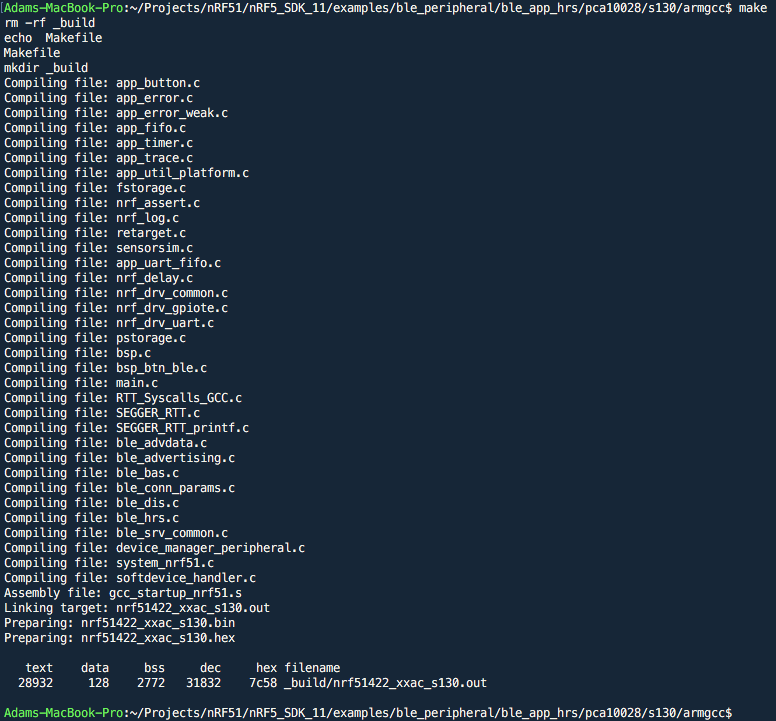 Adams-MacBook-Pro:~/Projects/nRF51/nRF5_SDK_11/examples/ble_peripheral/ble_app_hrs/pca10028/s130/armgcc$ make
rm -rf _build
echo  Makefile
Makefile
mkdir _build
Compiling file: app_button.c
Compiling file: app_error.c
Compiling file: app_error_weak.c
Compiling file: app_fifo.c
Compiling file: app_timer.c
Compiling file: app_trace.c
Compiling file: app_util_platform.c
Compiling file: fstorage.c
Compiling file: nrf_assert.c
Compiling file: nrf_log.c
Compiling file: retarget.c
Compiling file: sensorsim.c
Compiling file: app_uart_fifo.c
Compiling file: nrf_delay.c
Compiling file: nrf_drv_common.c
Compiling file: nrf_drv_gpiote.c
Compiling file: nrf_drv_uart.c
Compiling file: pstorage.c
Compiling file: bsp.c
Compiling file: bsp_btn_ble.c
Compiling file: main.c
Compiling file: RTT_Syscalls_GCC.c
Compiling file: SEGGER_RTT.c
Compiling file: SEGGER_RTT_printf.c
Compiling file: ble_advdata.c
Compiling file: ble_advertising.c
Compiling file: ble_bas.c
Compiling file: ble_conn_params.c
Compiling file: ble_dis.c
Compiling file: ble_hrs.c
Compiling file: ble_srv_common.c
Compiling file: device_manager_peripheral.c
Compiling file: system_nrf51.c
Compiling file: softdevice_handler.c
Assembly file: gcc_startup_nrf51.s
Linking target: nrf51422_xxac_s130.out
Preparing: nrf51422_xxac_s130.bin
Preparing: nrf51422_xxac_s130.hex
   text    data     bss     dec     hex filename
  28932     128    2772   31832    7c58 _build/nrf51422_xxac_s130.out
Adams-MacBook-Pro:~/Projects/nRF51/nRF5_SDK_11/examples/ble_peripheral/ble_app_hrs/pca10028/s130/armgcc$